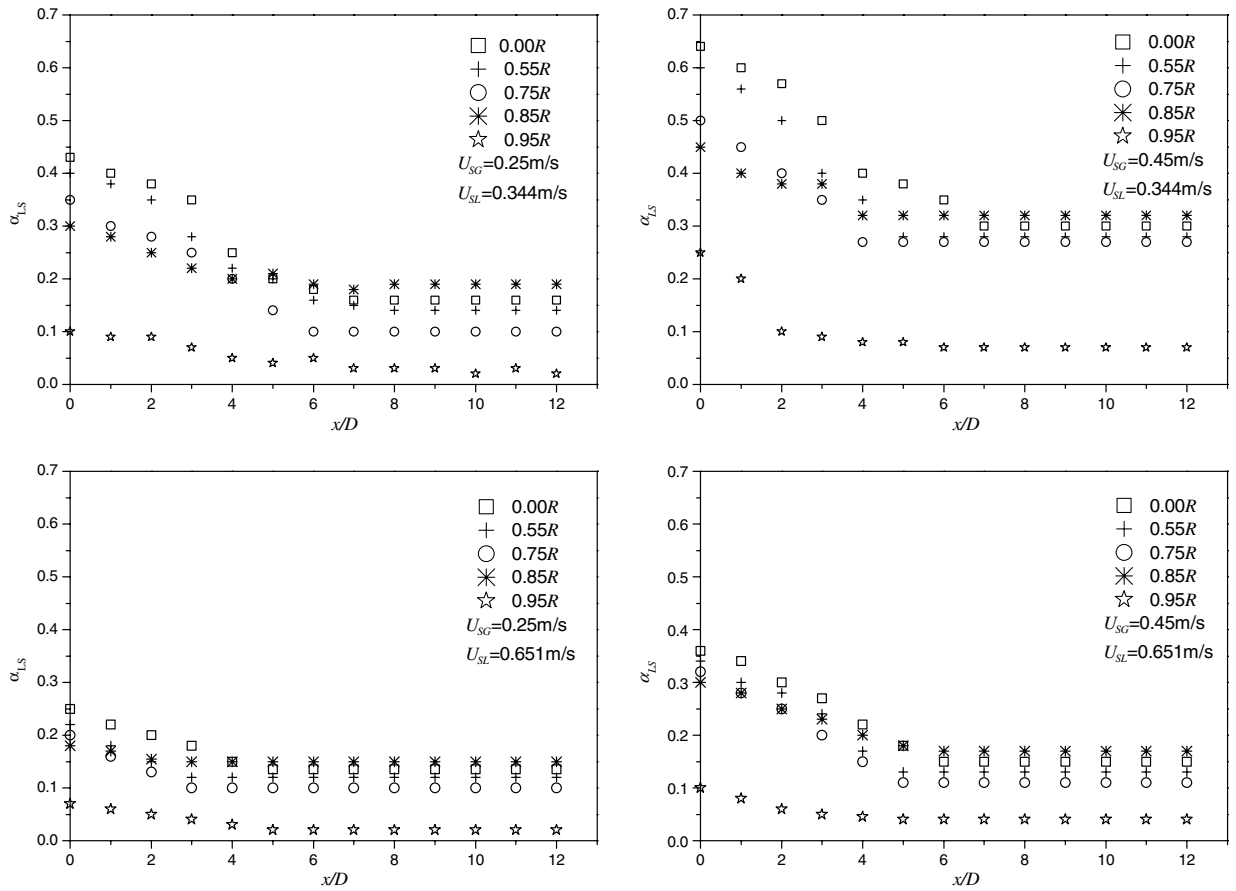 0.7
0.6
0.5
0.4
0.3
0.2
0.1
0.0
α_LS
0.00R
0.55R
0.75R
0.85R
0.95R
U_SG=0.25m/s
U_SL=0.344m/s
0 2 4 6 8 10 12
x/D
0.7
0.6
0.5
0.4
0.3
0.2
0.1
0.0
α_LS
0.00R
0.55R
0.75R
0.85R
0.95R
U_SG=0.45m/s
U_SL=0.344m/s
0 2 4 6 8 10 12
x/D
0.7
0.6
0.5
0.4
0.3
0.2
0.1
0.0
α_LS
0.00R
0.55R
0.75R
0.85R
0.95R
U_SG=0.25m/s
U_SL=0.651m/s
0 2 4 6 8 10 12
x/D
0.7
0.6
0.5
0.4
0.3
0.2
0.1
0.0
α_LS
0.00R
0.55R
0.75R
0.85R
0.95R
U_SG=0.45m/s
U_SL=0.651m/s
0 2 4 6 8 10 12
x/D